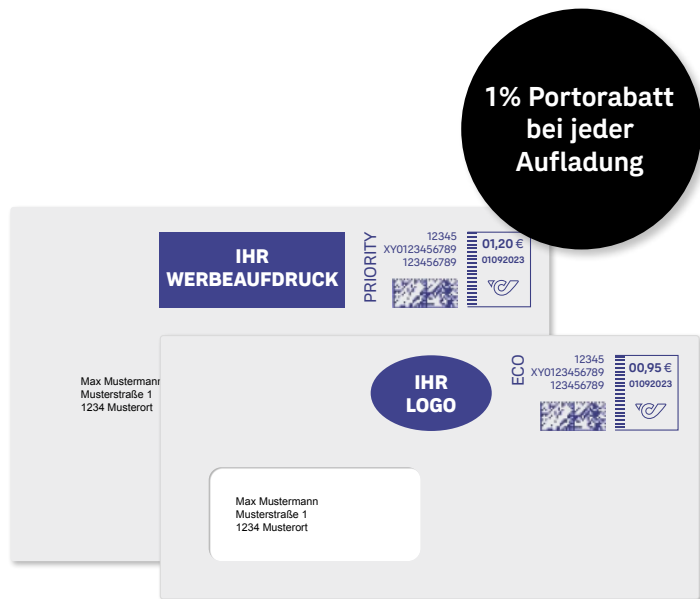 1% Portorabatt
bei jeder
Aufladung
IHR
WERBEAUFDRUCK
PRIORITY
12345
XY0123456789
123456789
01,20 €
01092023
Max Mustermann
Musterstraße 1
1234 Musterort
IHR
LOGO
ECO
12345
XY0123456789
123456789
00,95 €
01092023
Max Mustermann
Musterstraße 1
1234 Musterort